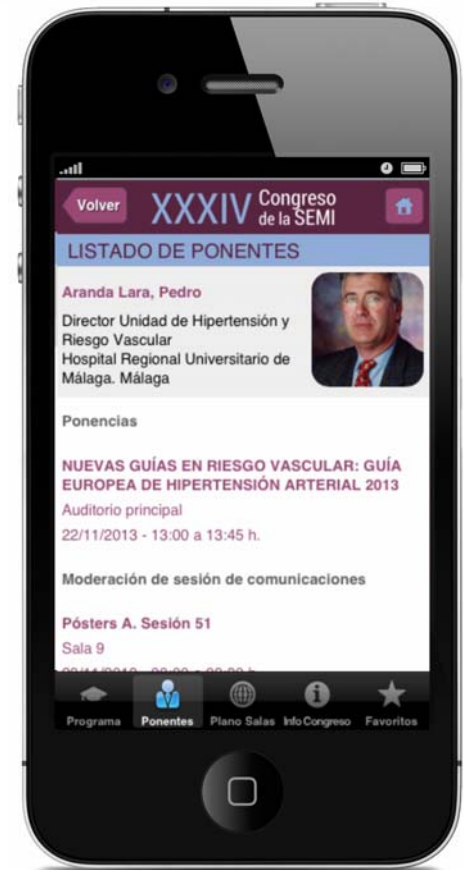 Volver
XXXIV Congreso
de la SEMI
LISTADO DE PONENTES
Aranda Lara, Pedro
Director Unidad de Hipertensión y
Riesgo Vascular
Hospital Regional Universitario de
Málaga. Málaga
Ponencias
NUEVAS GUÍAS EN RIESGO VASCULAR: GUÍA
EUROPEA DE HIPERTENSIÓN ARTERIAL 2013
Auditorio principal
22/11/2013 - 13:00 a 13:45 h.
Moderación de sesión de comunicaciones
Pósters A. Sesión 51
Sala 9
Programa Ponentes Plano Salas Info Congreso Favoritos